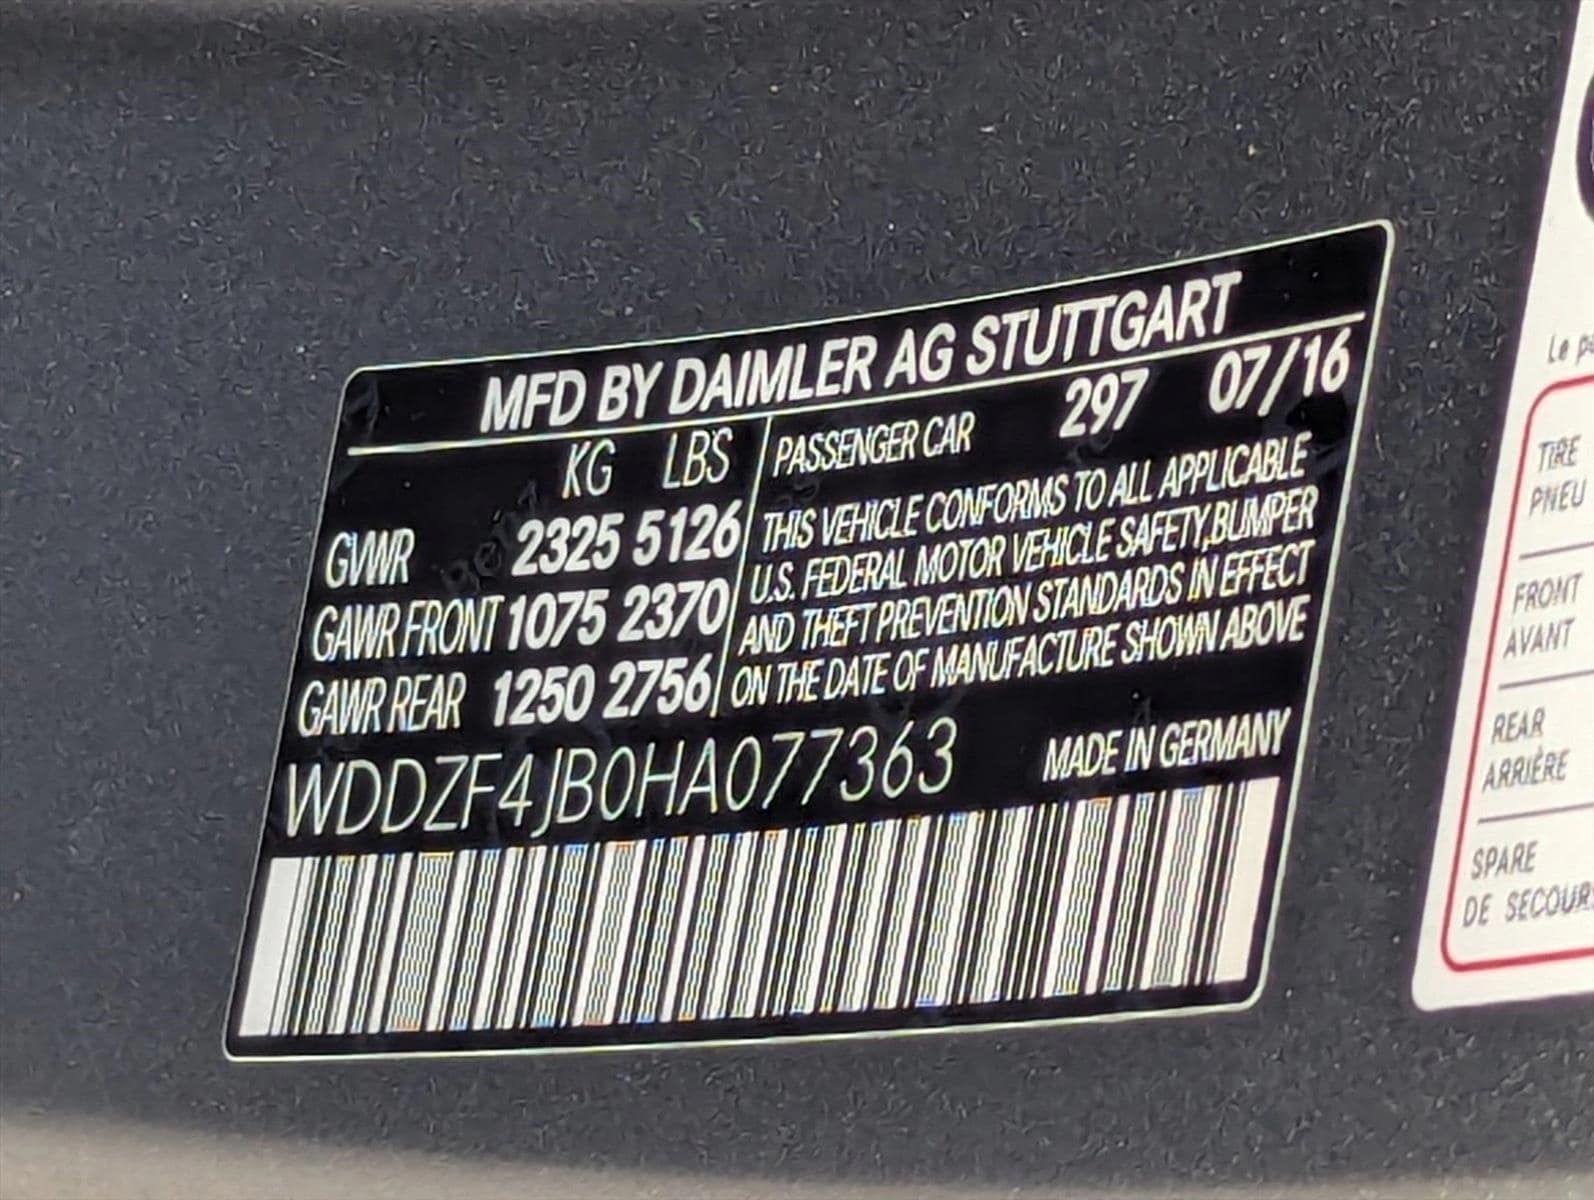 MFD BY DAIMLER AG STUTTGART
KG LBS
GVWR 2325 5126
GAWR FRONT 1075 2370
GAWR REAR 1250 2756
PASSENGER CAR 297 07/16
THIS VEHICLE CONFORMS TO ALL APPLICABLE
U.S. FEDERAL MOTOR VEHICLE SAFETY,BUMPER
AND THEFT PREVENTION STANDARDS IN EFFECT
ON THE DATE OF MANUFACTURE SHOWN ABOVE
WDDZF4JB0HA077363 MADE IN GERMANY
Le
TIRE
PNEU
FRONT
AVANT
REAR
ARRIÈRE
SPARE
DE